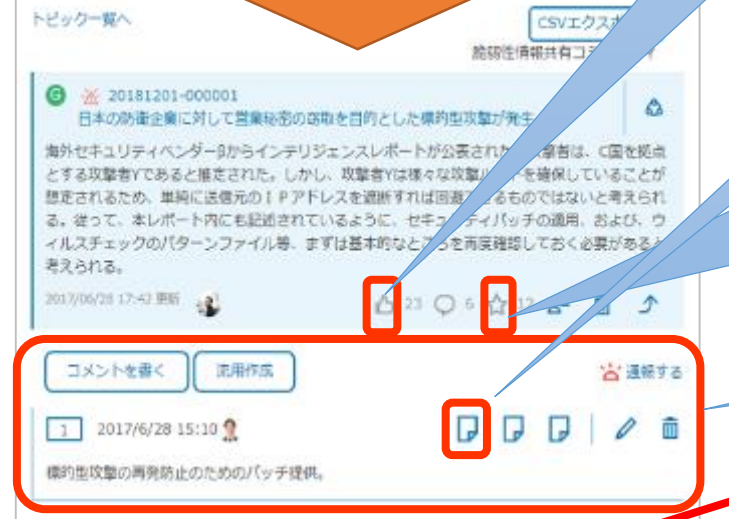 トピック一覧へ
CSVエクスポ
脆弱性情報共有コミ
G 20181201-000001
日本の防衛企業に対して営業秘密の窃取を目的とした標的型攻撃が発生
海外セキュリティベンダーβからインテリジェンスレポートが公表された 撃者は、C国を拠点
とする攻撃者Yであると推定された。しかし、攻撃者Yは様々な攻撃ル トを確保していることが
想定されるため、単純に送信元のIPアドレスを遮断すれば回避できるものではないと考えられ
る。従って、本レポート内にも記述されているように、セキュリティパッチの適用、および、ウ
ィルスチェックのパターンファイル等、まずは基本的なところを再度確認しておく必要がある
考えられる。
2017/06/28 17:42 更新
23 6 12
コメントを書く 流用作成 通報する
1 2017/6/28 15:10
標的型攻撃の再発防止のためのパッチ提供。